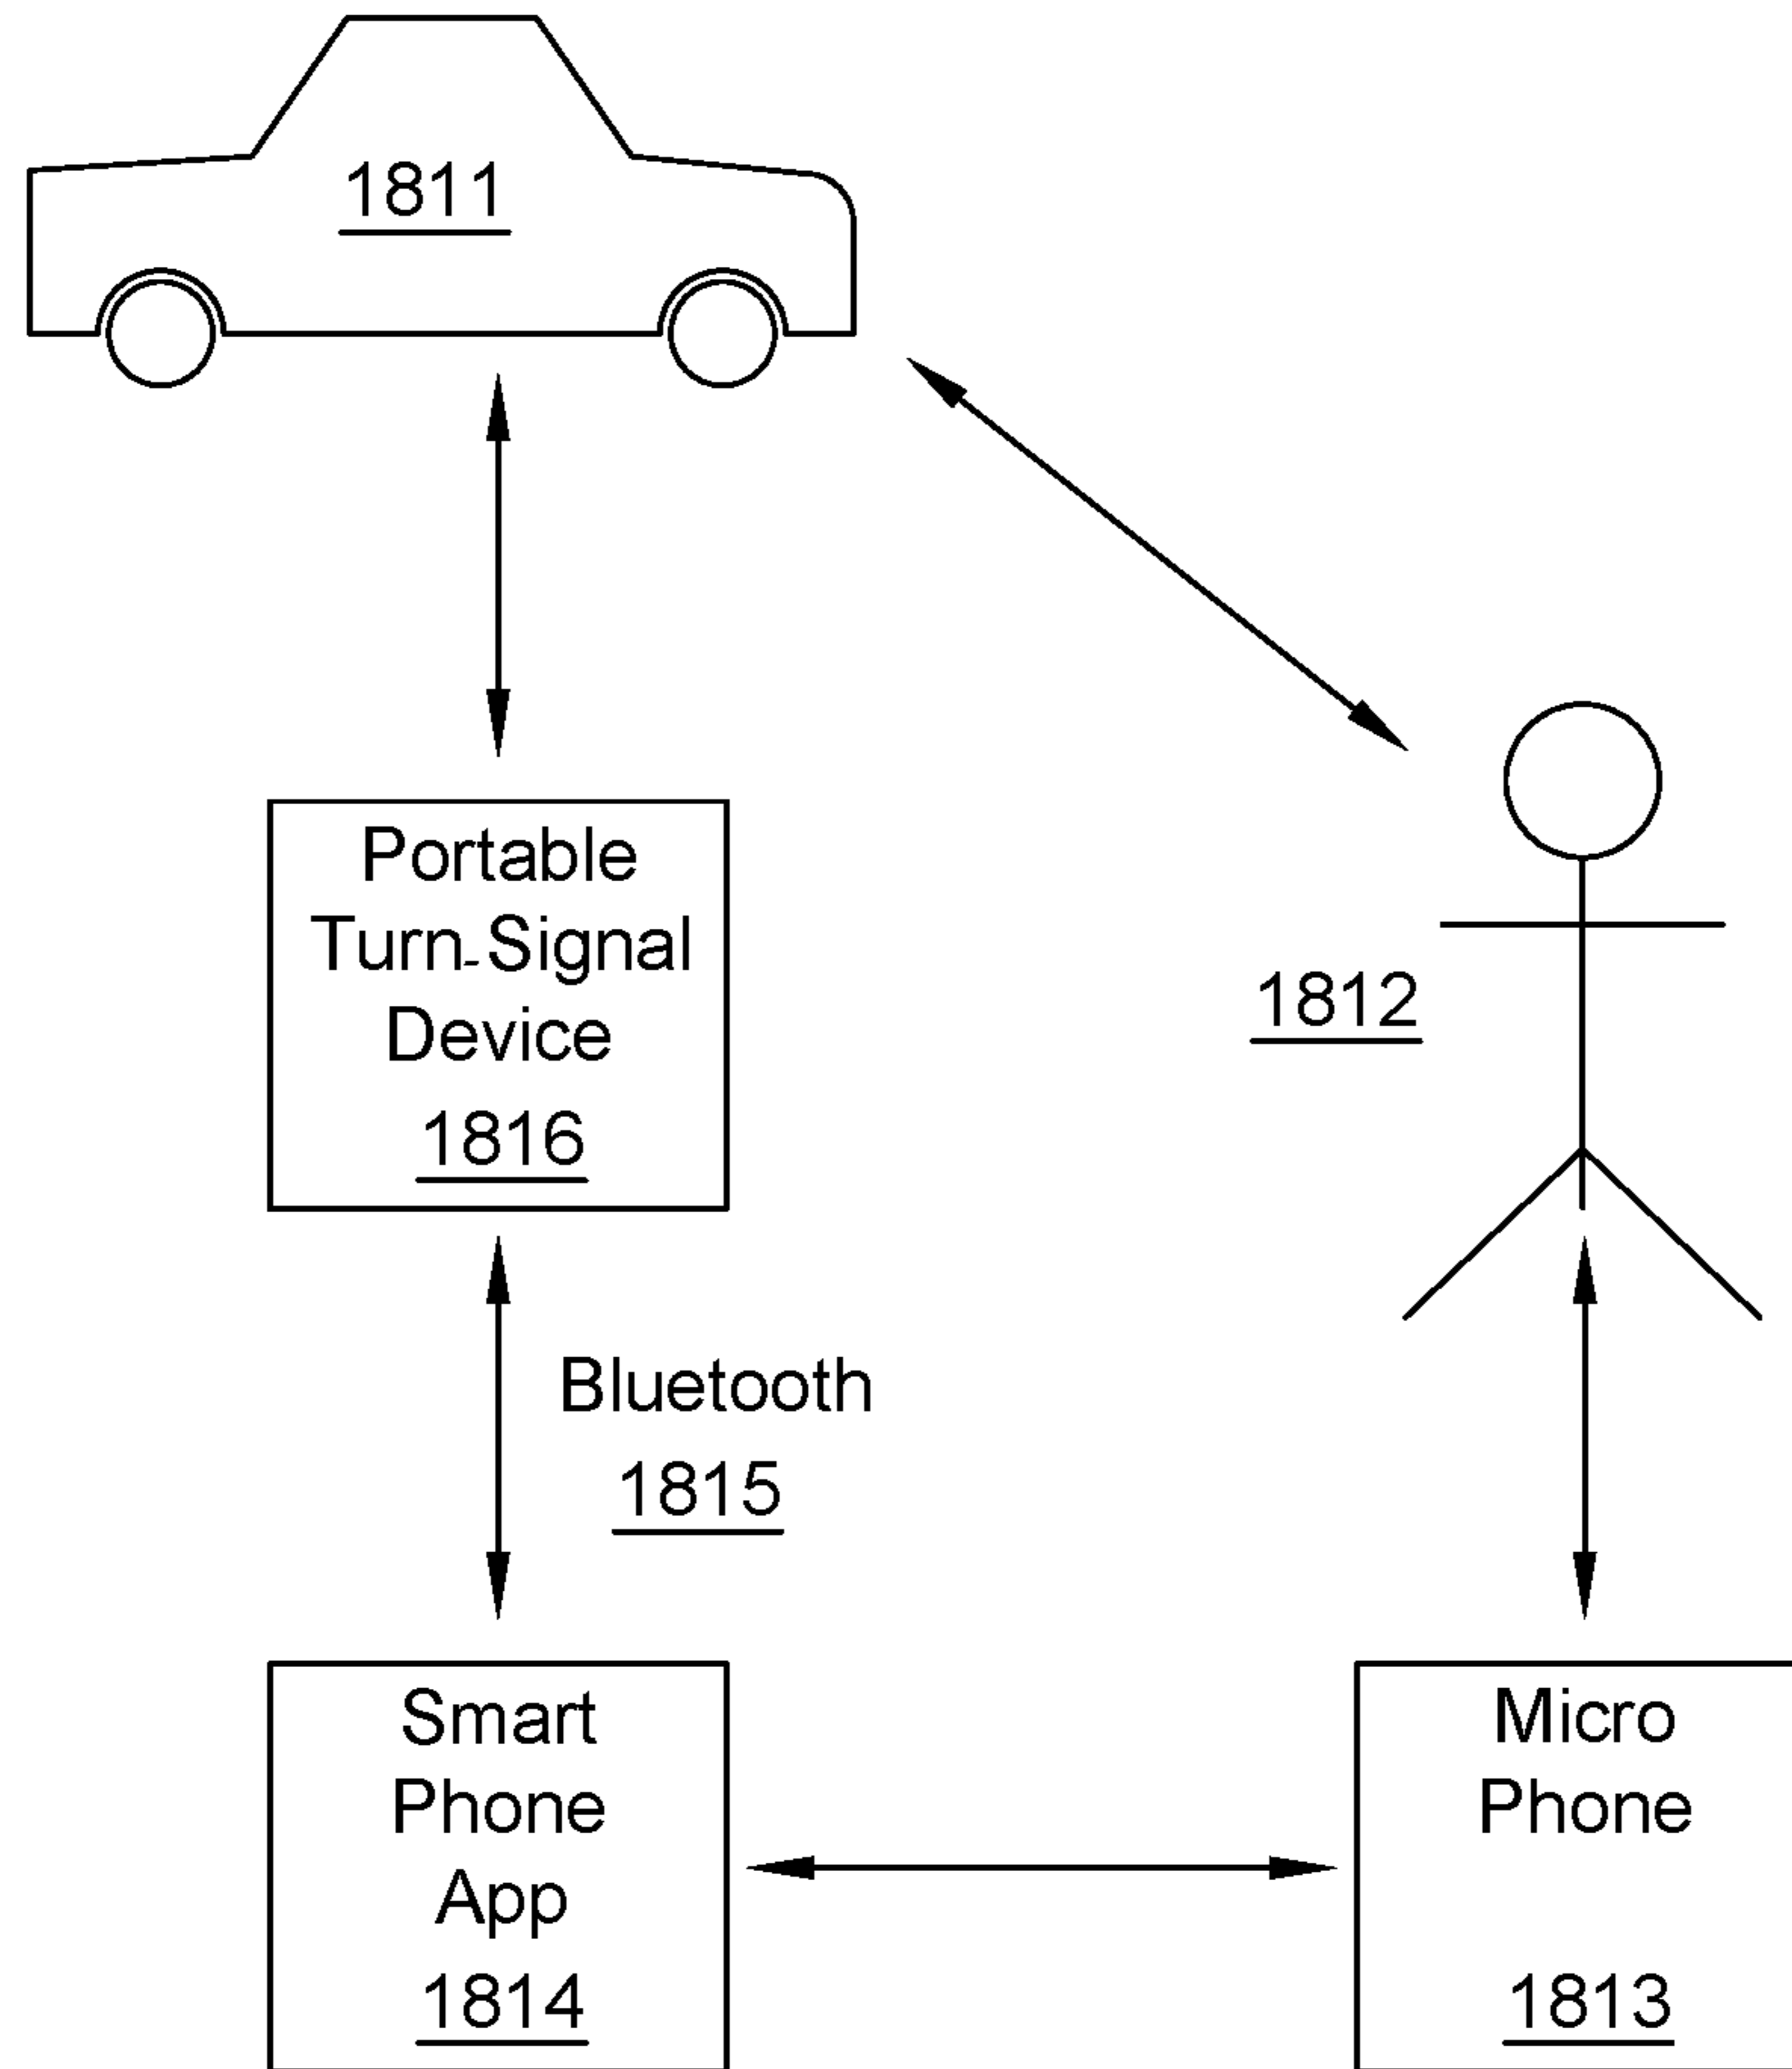 1811
Portable
Turn-Signal
Device
1816
1812
Bluetooth
1815
Smart
Phone
App
1814
Micro
Phone
1813